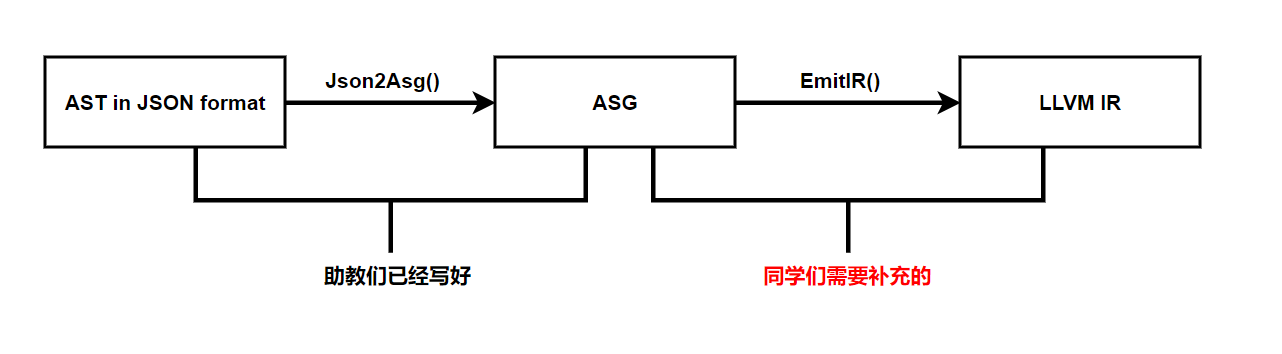 Json2Asg()
EmitIR()
AST in JSON format
ASG
LLVM IR
助教们已经写好
同学们需要补充的